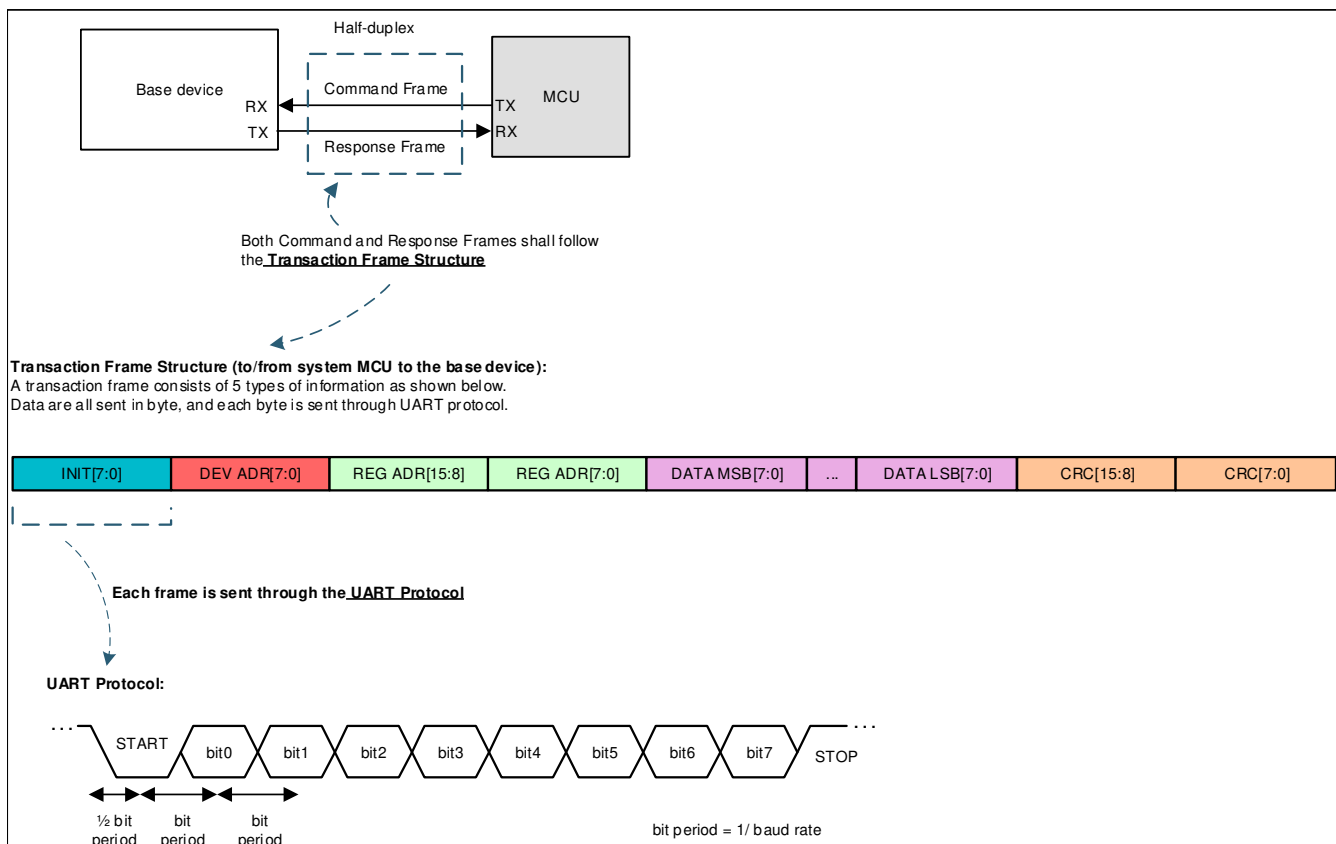 Half-duplex
Base device
Command Frame
MCU
RX
TX
TX
RX
Response Frame
Both Command and Response Frames shall follow
the Transaction Frame Structure
Transaction Frame Structure (to/from system MCU to the base device):
A transaction frame consists of 5 types of information as shown below.
Data are all sent in byte, and each byte is sent through UART protocol.
INIT[7:0] DEV ADR[7:0] REG ADR[15:8] REG ADR[7:0] DATA MSB[7:0] ... DATA LSB[7:0] CRC[15:8] CRC[7:0]
Each frame is sent through the UART Protocol
UART Protocol:
... START bit0 bit1 bit2 bit3 bit4 bit5 bit6 bit7 STOP ...
½ bit period
bit period
bit period
bit period = 1/ baud rate